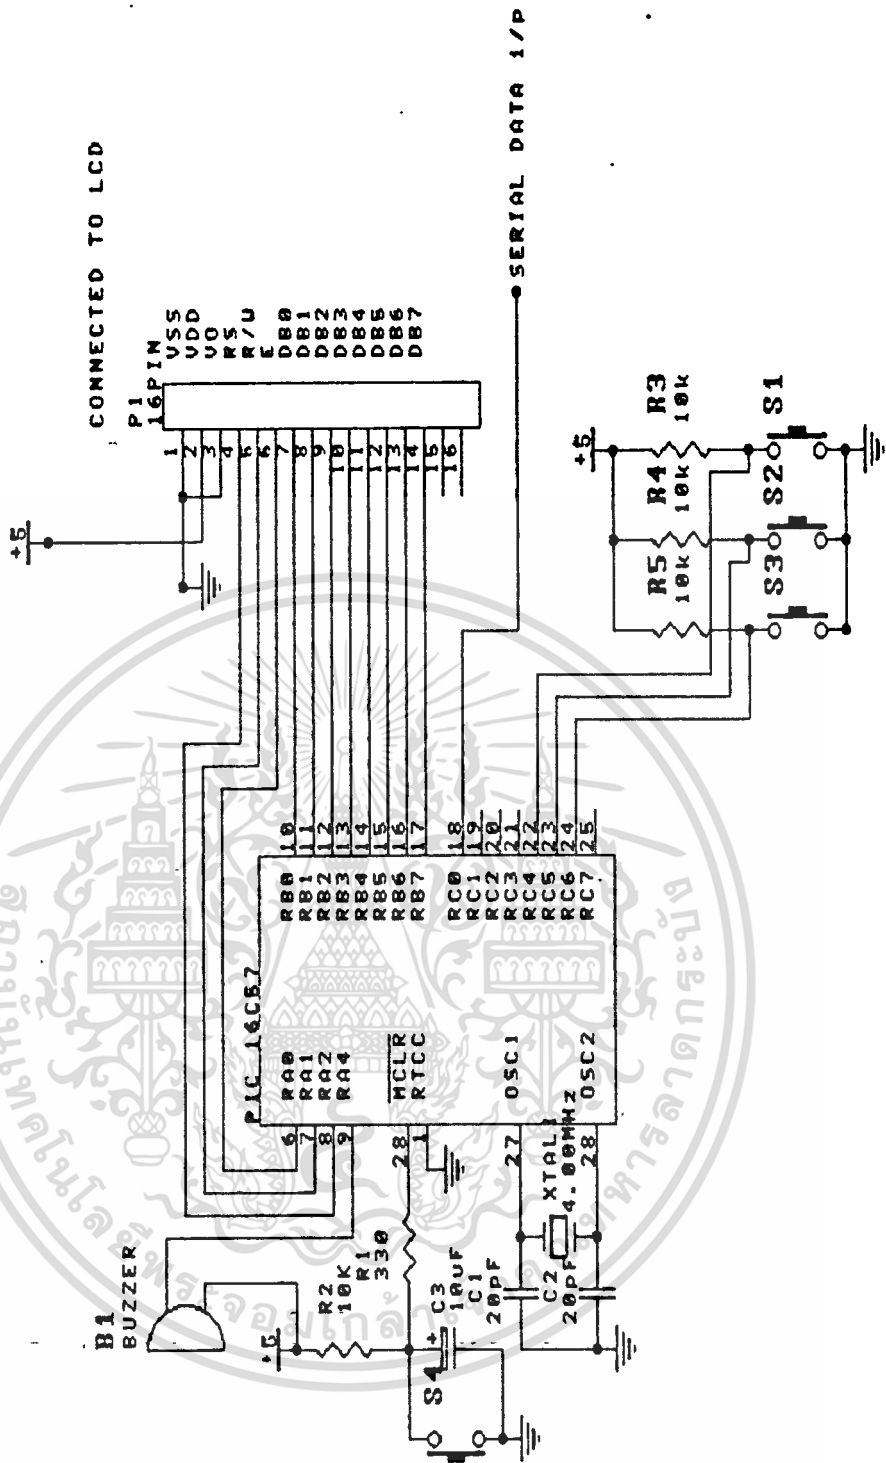 CONNECTED TO LCD
P1
16PIN
+5
1 VSS
2 VDD
3 VO
4 RS
5 R/W
6 E
7 DB0
8 DB1
9 DB2
10 DB3
11 DB4
12 DB5
13 DB6
14 DB7
15
16
SERIAL DATA i/p
+5
R3
10k
R4
10k
R5
10k
S1
S2
S3
PIC 16C57
RB0 10
RB1 11
RB2 12
RB3 13
RB4 14
RB5 15
RB6 16
RB7 17
RC0 18
RC1 19
RC2 20
RC3 21
RC4 22
RC5 23
RC6 24
RC7 25
6 RA0
7 RA1
8 RA2
9 RA4
28 MCLR
1 RTCC
27 OSC1
28 OSC2
XTAL1
4.00MHz
B1
BUZZER
+5
R2
10K
R1
330
C3
10uF
+
C1
20pF
C2
20pF
S4